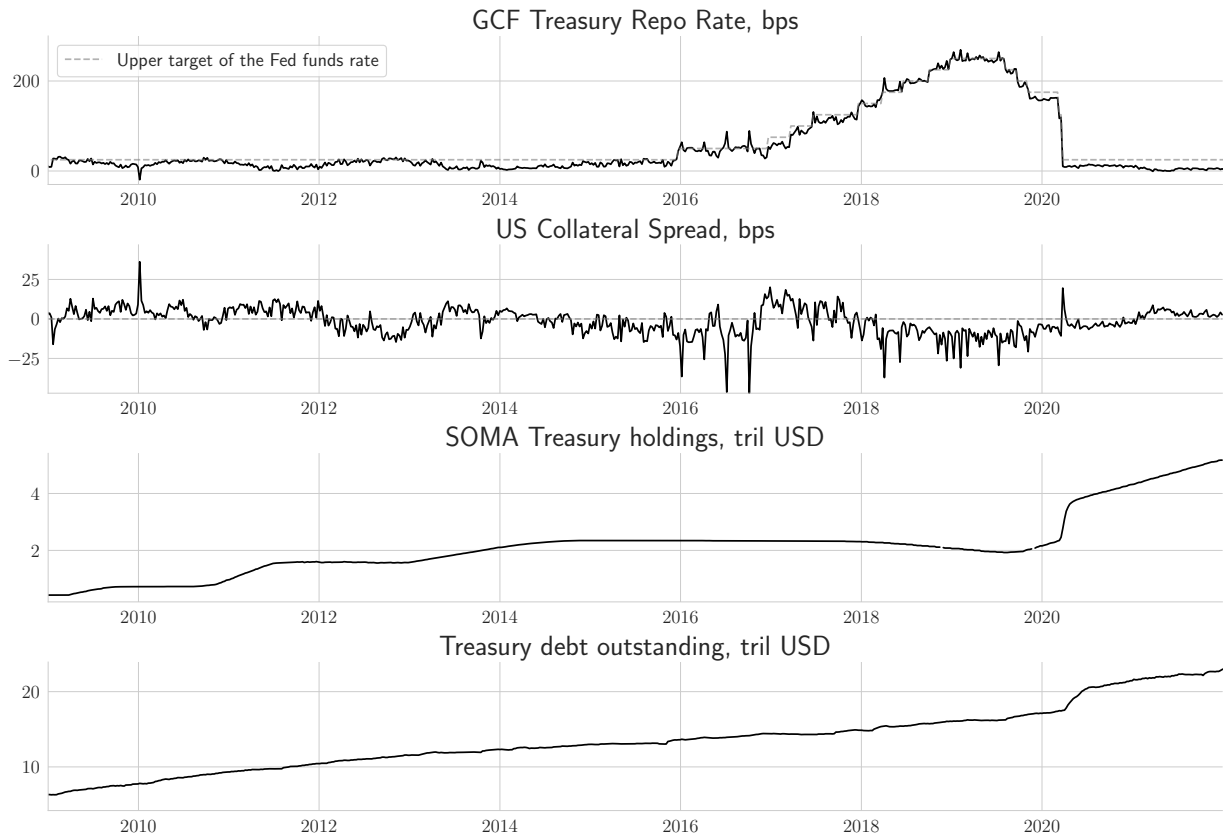 GCF Treasury Repo Rate, bps
Upper target of the Fed funds rate
200
0
2010 2012 2014 2016 2018 2020
US Collateral Spread, bps
25
0
−25
2010 2012 2014 2016 2018 2020
SOMA Treasury holdings, tril USD
4
2
2010 2012 2014 2016 2018 2020
Treasury debt outstanding, tril USD
20
10
2010 2012 2014 2016 2018 2020